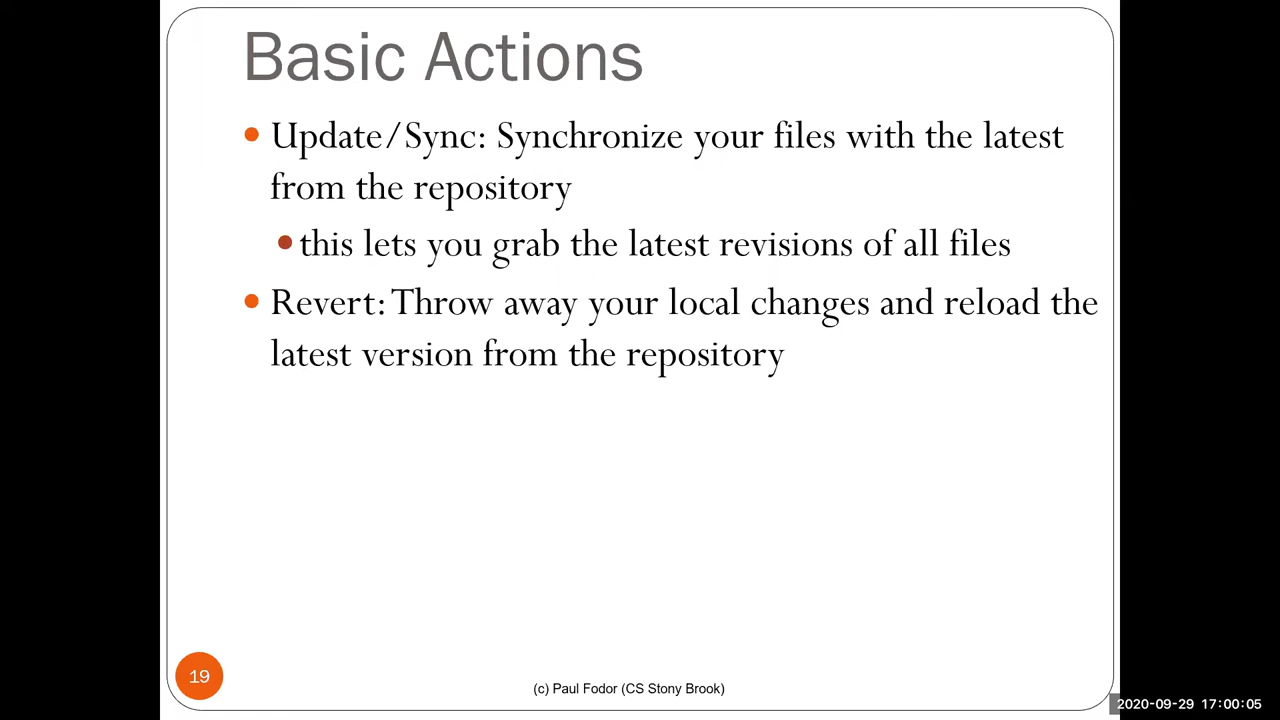 Basic Actions
• Update/Sync: Synchronize your files with the latest
from the repository
• this lets you grab the latest revisions of all files
• Revert: Throw away your local changes and reload the
latest version from the repository
19
(c) Paul Fodor (CS Stony Brook)
2020-09-29 17:00:05